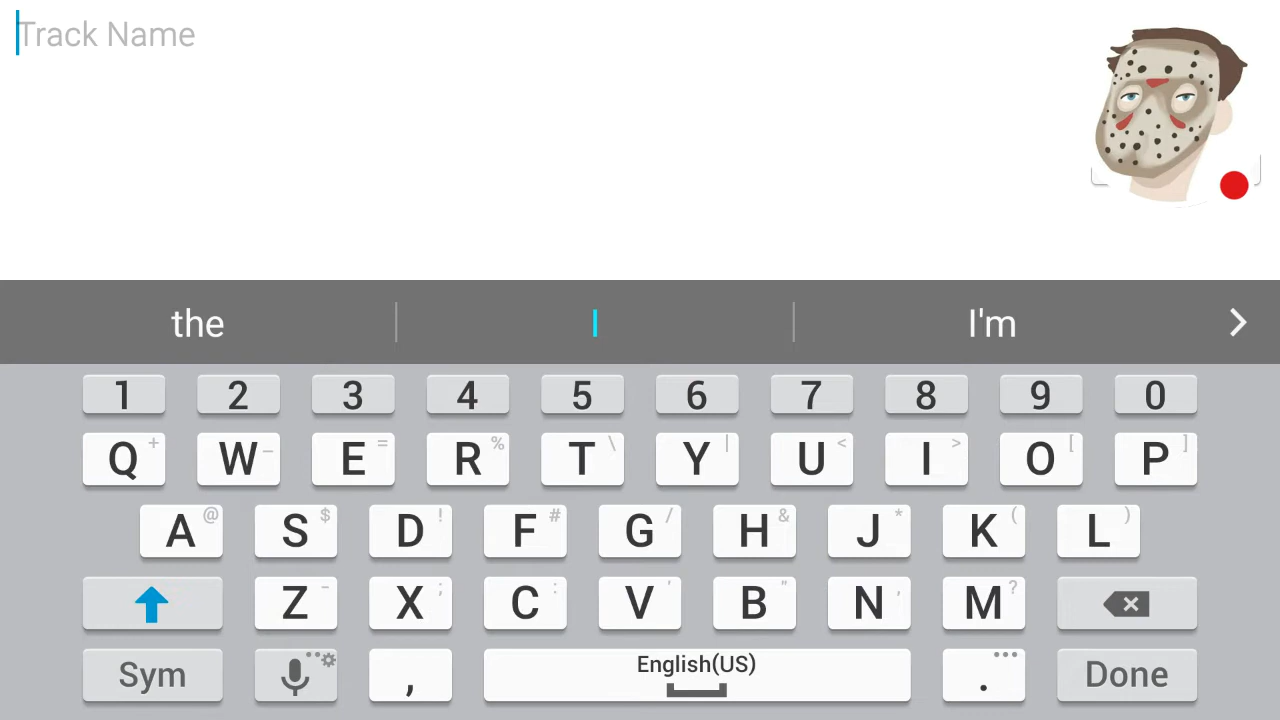 Track Name
the I I'm
1 2 3 4 5 6 7 8 9 0
Q + W _ E = R % T \ Y | U < I > O [ P ]
A @ S $ D ! F # G / H & J * K ( L )
Z - X ; C : V ' B " N , M ?
Sym , English(US) . Done